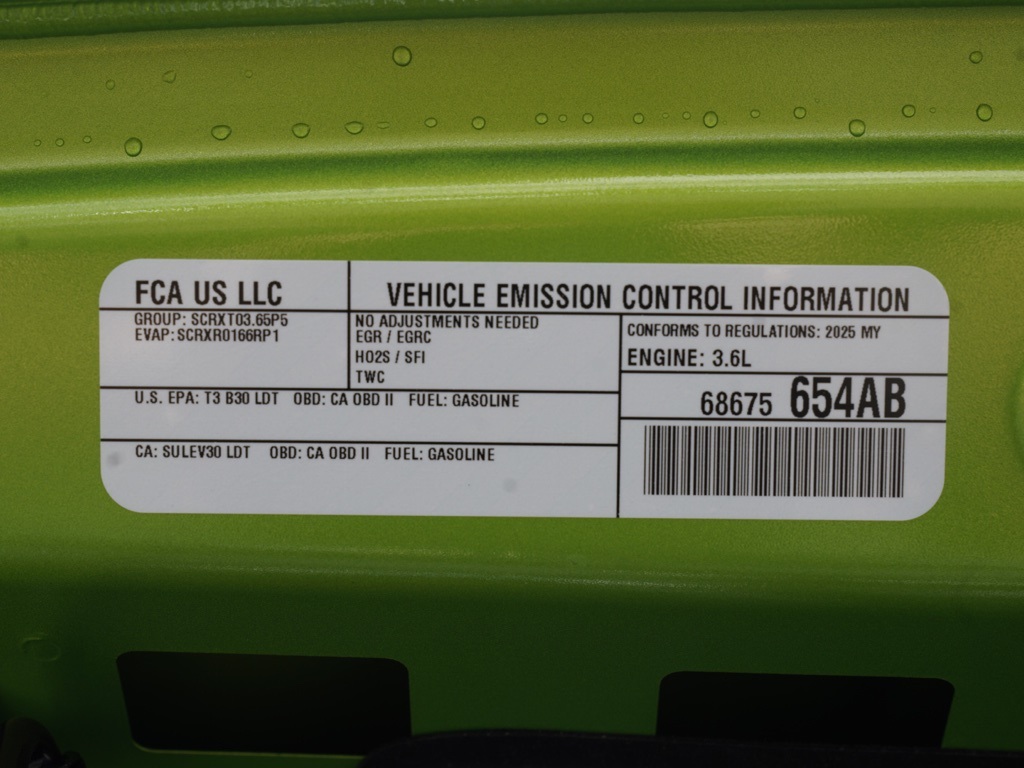 FCA US LLC
VEHICLE EMISSION CONTROL INFORMATION
GROUP: SCRXT03.65P5
EVAP: SCRXR0166RP1
NO ADJUSTMENTS NEEDED
EGR / EGRC
HO2S / SFI
TWC
CONFORMS TO REGULATIONS: 2025 MY
ENGINE: 3.6L
68675 654AB
U.S. EPA: T3 B30 LDT OBD: CA OBD II FUEL: GASOLINE
CA: SULEV30 LDT OBD: CA OBD II FUEL: GASOLINE